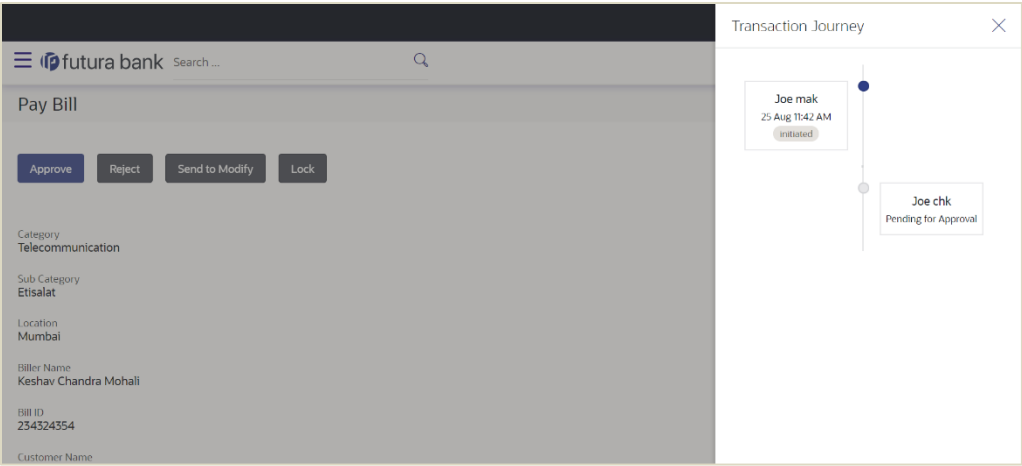 Transaction Journey
futura bank Search ...
Pay Bill
Approve Reject Send to Modify Lock
Category
Telecommunication
Sub Category
Etisalat
Location
Mumbai
Biller Name
Keshav Chandra Mohali
Bill ID
234324354
Customer Name
Joe mak
25 Aug 11:42 AM
initiated
Joe chk
Pending for Approval